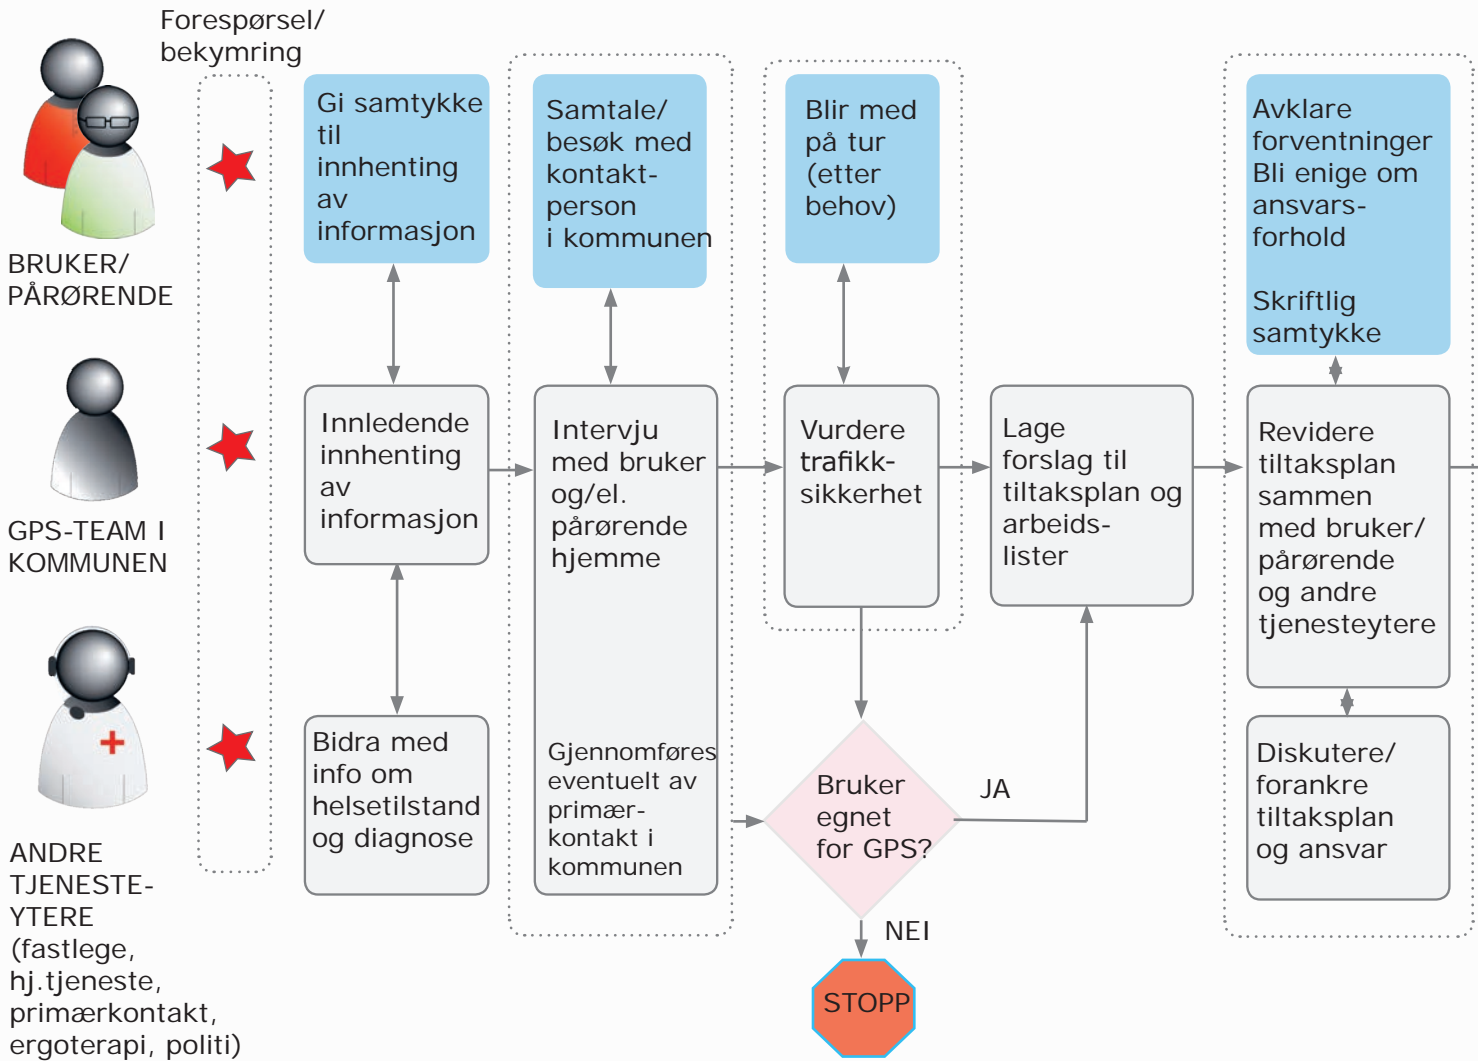 Forespørsel/
bekymring
BRUKER/
PÅRØRENDE
GPS-TEAM I
KOMMUNEN
ANDRE
TJENESTE-
YTERE
(fastlege,
hj.tjeneste,
primærkontakt,
ergoterapi, politi)
Gi samtykke
til
innhenting
av
informasjon
Innledende
innhenting
av
informasjon
Bidra med
info om
helsetilstand
og diagnose
Samtale/
besøk med
kontakt-
person
i kommunen
Intervju
med bruker
og/el.
pårørende
hjemme
Gjennomføres
eventuelt av
primær-
kontakt i
kommunen
Blir med
på tur
(etter
behov)
Vurdere
trafikk-
sikkerhet
Bruker
egnet
for GPS?
JA
NEI
STOPP
Lage
forslag til
tiltaksplan og
arbeids-
lister
Avklare
forventninger
Bli enige om
ansvars-
forhold
Skriftlig
samtykke
Revidere
tiltaksplan
sammen
med bruker/
pårørende
og andre
tjenesteytere
Diskutere/
forankre
tiltaksplan
og ansvar